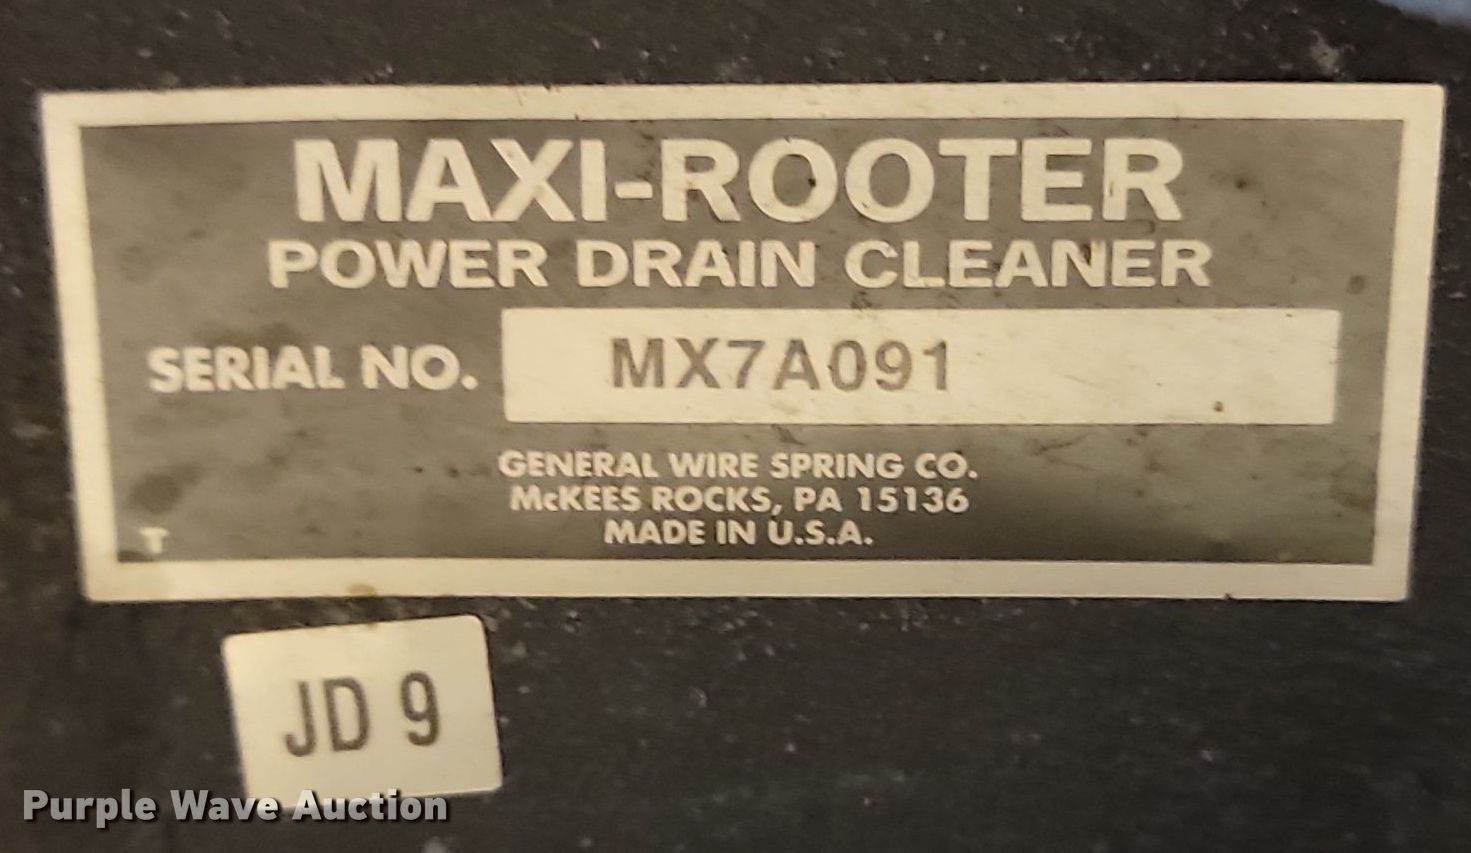 MAXI-ROOTER
POWER DRAIN CLEANER
SERIAL NO. MX7A091
GENERAL WIRE SPRING CO.
McKEES ROCKS, PA 15136
MADE IN U.S.A.
T
JD 9
Purple Wave Auction